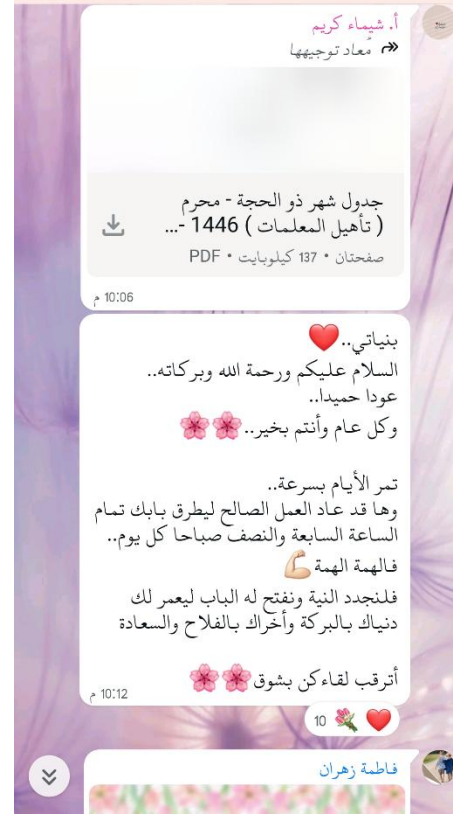 أ. شيماء كريم
مُعاد توجيهها
جدول شهر ذو الحجة - محرم
( تأهيل المعلمات ) 1446 -...
صفحتان • 137 كيلوبايت • PDF
10:06 م
بنياتي..❤️
السلام عليكم ورحمة الله وبركاته..
عودا حميدا..
وكل عام وأنتم بخير..🌸🌸
تمر الأيام بسرعة..
وها قد عاد العمل الصالح ليطرق بابك تمام
الساعة السابعة والنصف صباحا كل يوم..
فالهمة الهمة💪🏻
فلنجدد النية ونفتح له الباب ليعمر لك
دنياك بالبركة وأخراك بالفلاح والسعادة
أترقب لقاءكن بشوق🌸🌸
10:12 م
❤️ 💐 10
فاطمة زهران